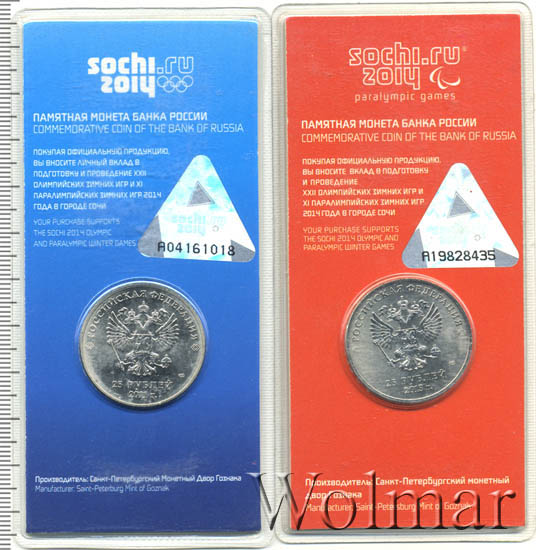 sochi.ru
2014
ПАМЯТНАЯ МОНЕТА БАНКА РОССИИ
COMMEMORATIVE COIN OF THE BANK OF RUSSIA
ПОКУПАЯ ОФИЦИАЛЬНУЮ ПРОДУКЦИЮ,
ВЫ ВНОСИТЕ ЛИЧНЫЙ ВКЛАД В
ПОДГОТОВКУ И ПРОВЕДЕНИЕ XXII
ОЛИМПИЙСКИХ ЗИМНИХ ИГР И XI
ПАРАЛИМПИЙСКИХ ЗИМНИХ ИГР 2014
ГОДА В ГОРОДЕ СОЧИ
YOUR PURCHASE SUPPORTS
THE SOCHI 2014 OLYMPIC
AND PARALYMPIC WINTER GAMES
sochi.ru
2014
A04161018
РОССИЙСКАЯ ФЕДЕРАЦИЯ
25 РУБЛЕЙ
Производитель: Санкт-Петербургский Монетный Двор Гознака
Manufacturer: Saint-Petersburg Mint of Goznak
sochi.ru
2014
paralympic games
ПАМЯТНАЯ МОНЕТА БАНКА РОССИИ
COMMEMORATIVE COIN OF THE BANK OF RUSSIA
ПОКУПАЯ ОФИЦИАЛЬНУЮ ПРОДУКЦИЮ,
ВЫ ВНОСИТЕ ВКЛАД В ПОДГОТОВКУ
И ПРОВЕДЕНИЕ
XXII ОЛИМПИЙСКИХ ЗИМНИХ ИГР И
XI ПАРАЛИМПИЙСКИХ ЗИМНИХ ИГР
2014 ГОДА В ГОРОДЕ СОЧИ
YOUR PURCHASE SUPPORTS
THE SOCHI 2014 OLYMPIC AND
PARALYMPIC WINTER GAMES
A19828435
РОССИЙСКАЯ ФЕДЕРАЦИЯ
25 РУБЛЕЙ
Производитель: Санкт-Петербургский монетный
двор Гознака
Manufacturer: Saint-Petersburg Mint of Goznak
Wolmar